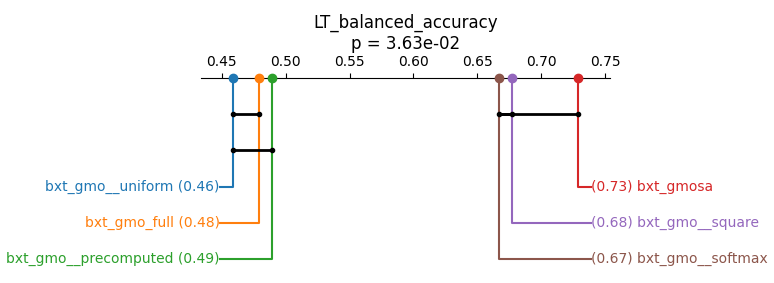 LT_balanced_accuracy
p = 3.63e-02
0.45 0.50 0.55 0.60 0.65 0.70 0.75
bxt_gmo__uniform (0.46)
(0.73) bxt_gmosa
bxt_gmo_full (0.48)
(0.68) bxt_gmo__square
bxt_gmo__precomputed (0.49)
(0.67) bxt_gmo__softmax